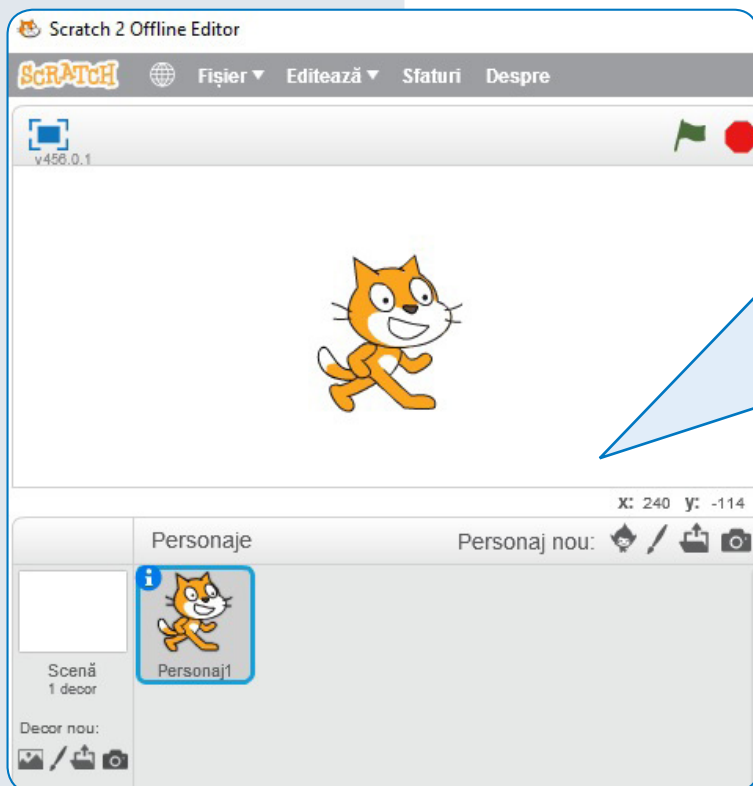 Scratch 2 Offline Editor
SCRATCH Fișier Editează Sfaturi Despre
v456.0.1
x: 240 y: -114
Personaje Personaj nou:
Personaj1
Scenă
1 decor
Decor nou: